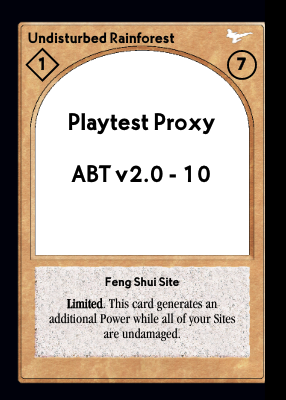 Undisturbed Rainforest
1
7
Playtest Proxy
ABT v2.0 - 10
Feng Shui Site
Limited. This card generates an
additional Power while all of your Sites
are undamaged.